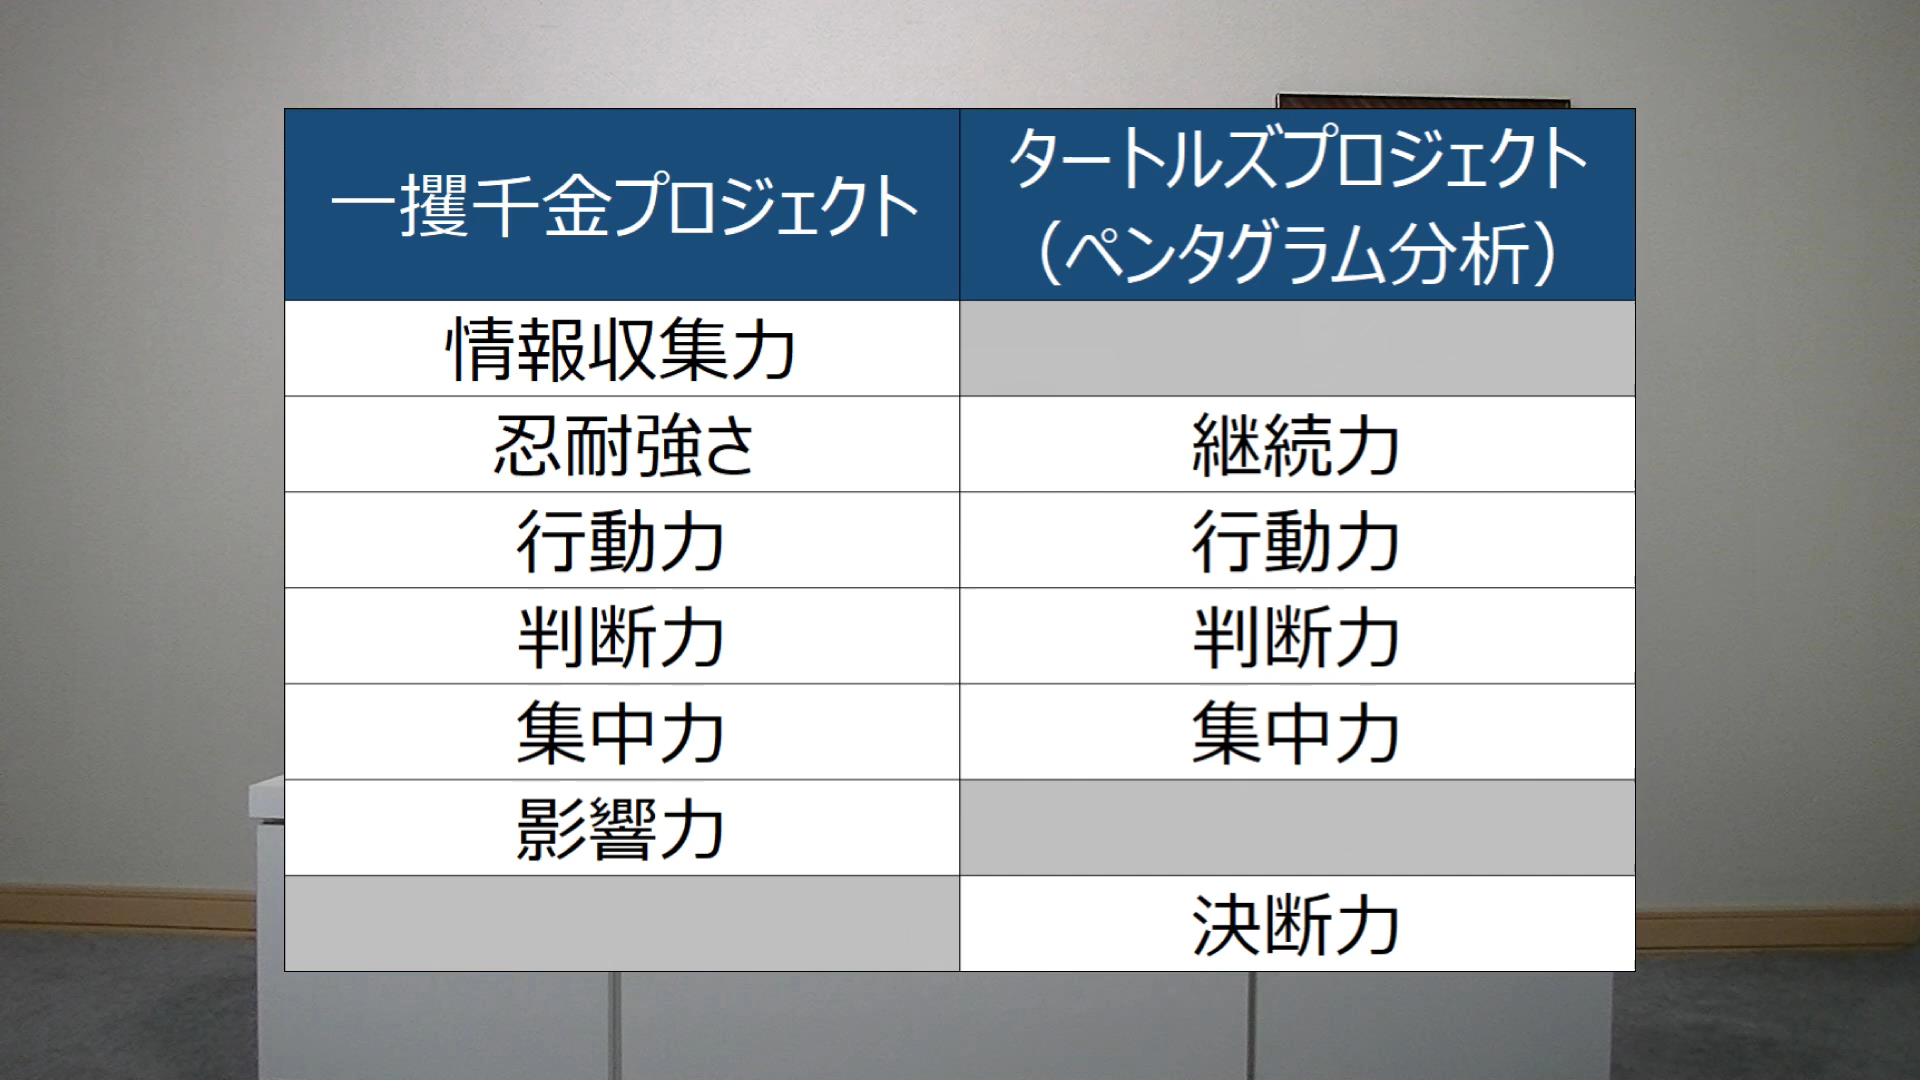 一攫千金プロジェクト
タートルズプロジェクト
（ペンタグラム分析）
情報収集力
忍耐強さ
継続力
行動力
行動力
判断力
判断力
集中力
集中力
影響力
決断力